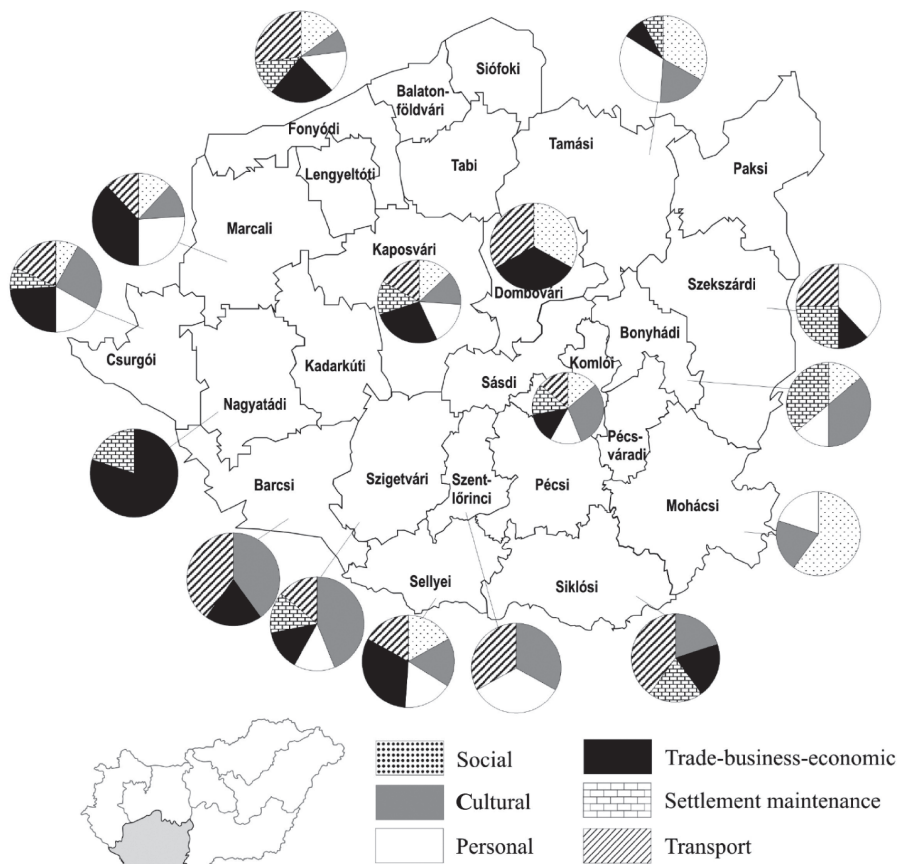 Siófoki
Balaton-
földvári
Fonyódi
Tamási
Tabi
Paksi
Lengyeltóti
Marcali
Kaposvári
Szekszárdi
Dombóvári
Bonyhádi
Csurgói
Kadarkúti
Komlói
Sásdi
Nagyatádi
Pécs-
váradi
Barcsi
Szigetvári
Szent-
lőrinci
Pécsi
Mohácsi
Sellyei
Siklósi
Social
Trade-business-economic
Cultural
Settlement maintenance
Personal
Transport